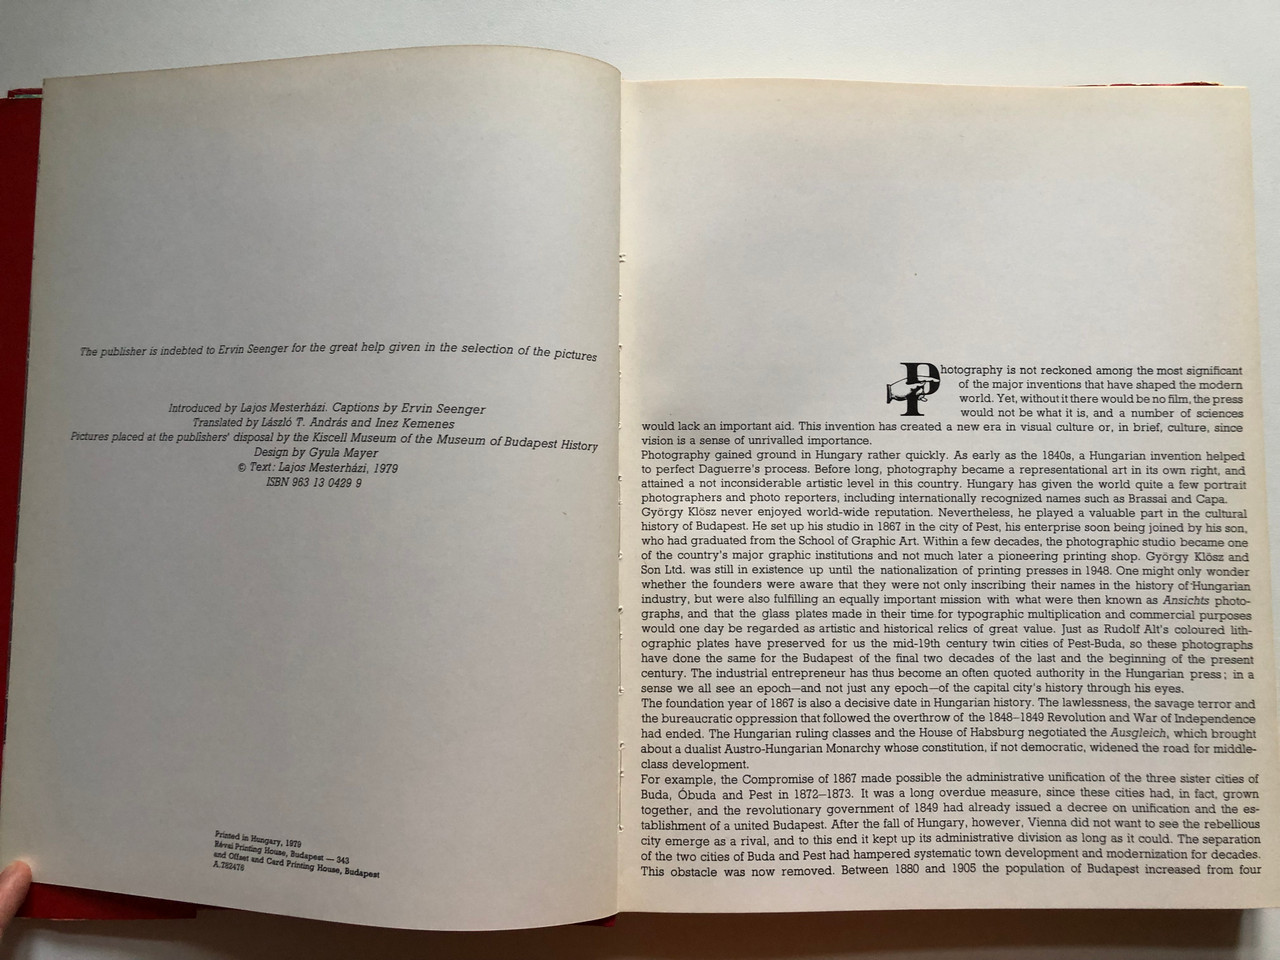 The publisher is indebted to Ervin Seenger for the great help given in the selection of the pictures
Introduced by Lajos Mesterházi. Captions by Ervin Seenger
Translated by László T. András and Inez Kemenes
Pictures placed at the publishers' disposal by the Kiscell Museum of the Museum of Budapest History
Design by Gyula Mayer
© Text: Lajos Mesterházi, 1979
ISBN 963 13 0429 9
Printed in Hungary, 1979
Révai Printing House, Budapest — 343
and Offset and Card Printing House, Budapest
A.782476
Photography is not reckoned among the most significant
of the major inventions that have shaped the modern
world. Yet, without it there would be no film, the press
would not be what it is, and a number of sciences
would lack an important aid. This invention has created a new era in visual culture or, in brief, culture, since
vision is a sense of unrivalled importance.
Photography gained ground in Hungary rather quickly. As early as the 1840s, a Hungarian invention helped
to perfect Daguerre's process. Before long, photography became a representational art in its own right, and
attained a not inconsiderable artistic level in this country. Hungary has given the world quite a few portrait
photographers and photo reporters, including internationally recognized names such as Brassai and Capa.
György Klösz never enjoyed world-wide reputation. Nevertheless, he played a valuable part in the cultural
history of Budapest. He set up his studio in 1867 in the city of Pest, his enterprise soon being joined by his son,
who had graduated from the School of Graphic Art. Within a few decades, the photographic studio became one
of the country's major graphic institutions and not much later a pioneering printing shop. György Klösz and
Son Ltd. was still in existence up until the nationalization of printing presses in 1948. One might only wonder
whether the founders were aware that they were not only inscribing their names in the history of Hungarian
industry, but were also fulfilling an equally important mission with what were then known as Ansichts photo-
graphs, and that the glass plates made in their time for typographic multiplication and commercial purposes
would one day be regarded as artistic and historical relics of great value. Just as Rudolf Alt's coloured lith-
ographic plates have preserved for us the mid-19th century twin cities of Pest-Buda, so these photographs
have done the same for the Budapest of the final two decades of the last and the beginning of the present
century. The industrial entrepreneur has thus become an often quoted authority in the Hungarian press; in a
sense we all see an epoch—and not just any epoch—of the capital city's history through his eyes.
The foundation year of 1867 is also a decisive date in Hungarian history. The lawlessness, the savage terror and
the bureaucratic oppression that followed the overthrow of the 1848–1849 Revolution and War of Independence
had ended. The Hungarian ruling classes and the House of Habsburg negotiated the Ausgleich, which brought
about a dualist Austro-Hungarian Monarchy whose constitution, if not democratic, widened the road for middle-
class development.
For example, the Compromise of 1867 made possible the administrative unification of the three sister cities of
Buda, Óbuda and Pest in 1872–1873. It was a long overdue measure, since these cities had, in fact, grown
together, and the revolutionary government of 1849 had already issued a decree on unification and the es-
tablishment of a united Budapest. After the fall of Hungary, however, Vienna did not want to see the rebellious
city emerge as a rival, and to this end it kept up its administrative division as long as it could. The separation
of the two cities of Buda and Pest had hampered systematic town development and modernization for decades.
This obstacle was now removed. Between 1880 and 1905 the population of Budapest increased from four